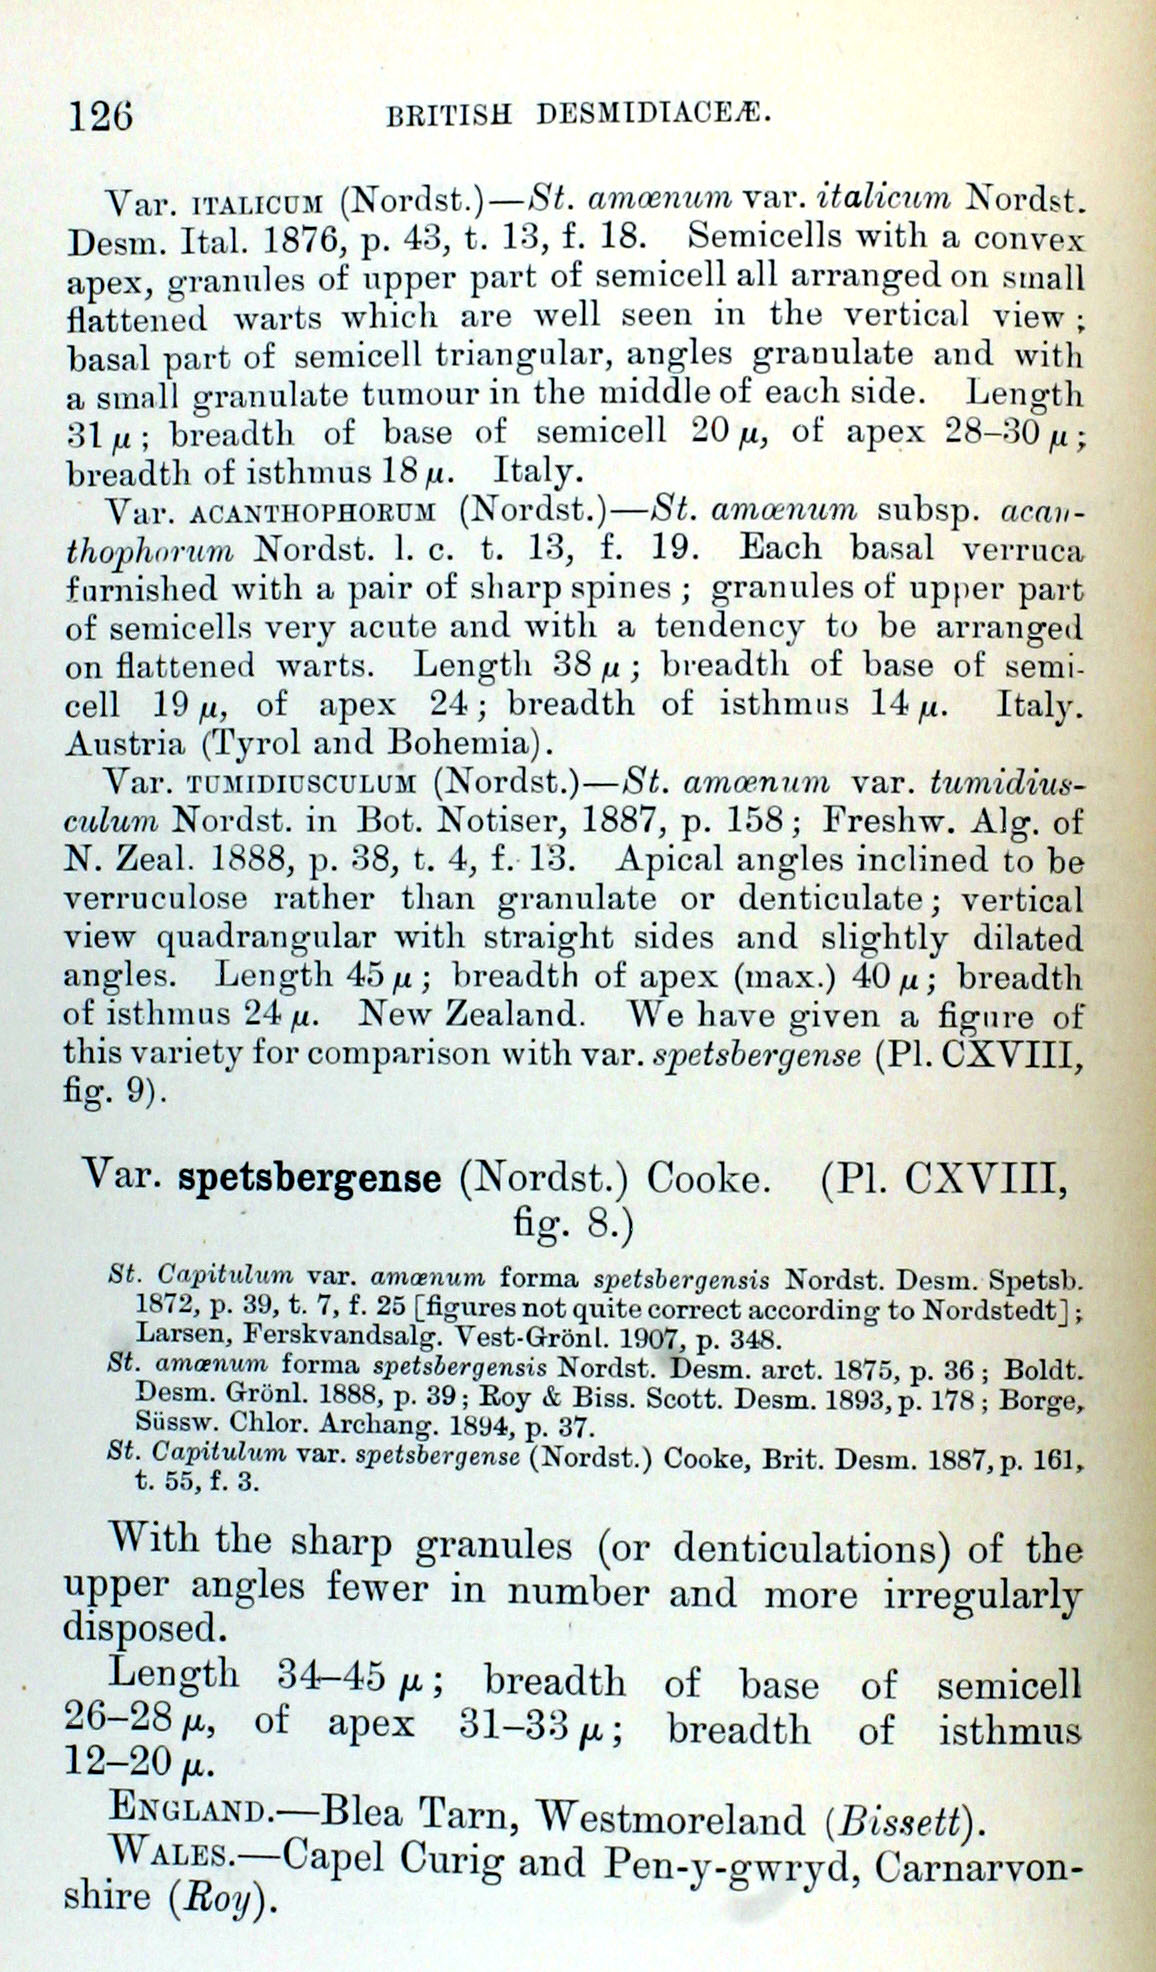 126
BRITISH DESMIDIACEÆ.
Var. ITALICUM (Nordst.)—St. amœnum var. italicum Nordst.
Desm. Ital. 1876, p. 43, t. 13, f. 18. Semicells with a convex
apex, granules of upper part of semicell all arranged on small
flattened warts which are well seen in the vertical view ;
basal part of semicell triangular, angles granulate and with
a small granulate tumour in the middle of each side. Length
31 μ ; breadth of base of semicell 20 μ, of apex 28–30 μ ;
breadth of isthmus 18 μ. Italy.
Var. ACANTHOPHORUM (Nordst.)—St. amœnum subsp. acan-
thophorum Nordst. l. c. t. 13, f. 19. Each basal verruca
furnished with a pair of sharp spines ; granules of upper part
of semicells very acute and with a tendency to be arranged
on flattened warts. Length 38 μ ; breadth of base of semi-
cell 19 μ, of apex 24 ; breadth of isthmus 14 μ. Italy.
Austria (Tyrol and Bohemia).
Var. TUMIDIUSCULUM (Nordst.)—St. amœnum var. tumidius-
culum Nordst. in Bot. Notiser, 1887, p. 158 ; Freshw. Alg. of
N. Zeal. 1888, p. 38, t. 4, f. 13. Apical angles inclined to be
verruculose rather than granulate or denticulate ; vertical
view quadrangular with straight sides and slightly dilated
angles. Length 45 μ ; breadth of apex (max.) 40 μ ; breadth
of isthmus 24 μ. New Zealand. We have given a figure of
this variety for comparison with var. spetsbergense (Pl. CXVIII,
fig. 9).
Var. spetsbergense (Nordst.) Cooke. (Pl. CXVIII,
fig. 8.)
St. Capitulum var. amœnum forma spetsbergensis Nordst. Desm. Spetsb.
1872, p. 39, t. 7, f. 25 [figures not quite correct according to Nordstedt] ;
Larsen, Ferskvandsalg. Vest-Grönl. 1907, p. 348.
St. amœnum forma spetsbergensis Nordst. Desm. arct. 1875, p. 36 ; Boldt.
Desm. Grönl. 1888, p. 39 ; Roy & Biss. Scott. Desm. 1893, p. 178 ; Borge,
Süssw. Chlor. Archang. 1894, p. 37.
St. Capitulum var. spetsbergense (Nordst.) Cooke, Brit. Desm. 1887, p. 161,
t. 55, f. 3.
With the sharp granules (or denticulations) of the
upper angles fewer in number and more irregularly
disposed.
Length 34–45 μ ; breadth of base of semicell
26–28 μ, of apex 31–33 μ ; breadth of isthmus
12–20 μ.
ENGLAND.—Blea Tarn, Westmoreland (Bissett).
WALES.—Capel Curig and Pen-y-gwryd, Carnarvon-
shire (Roy).